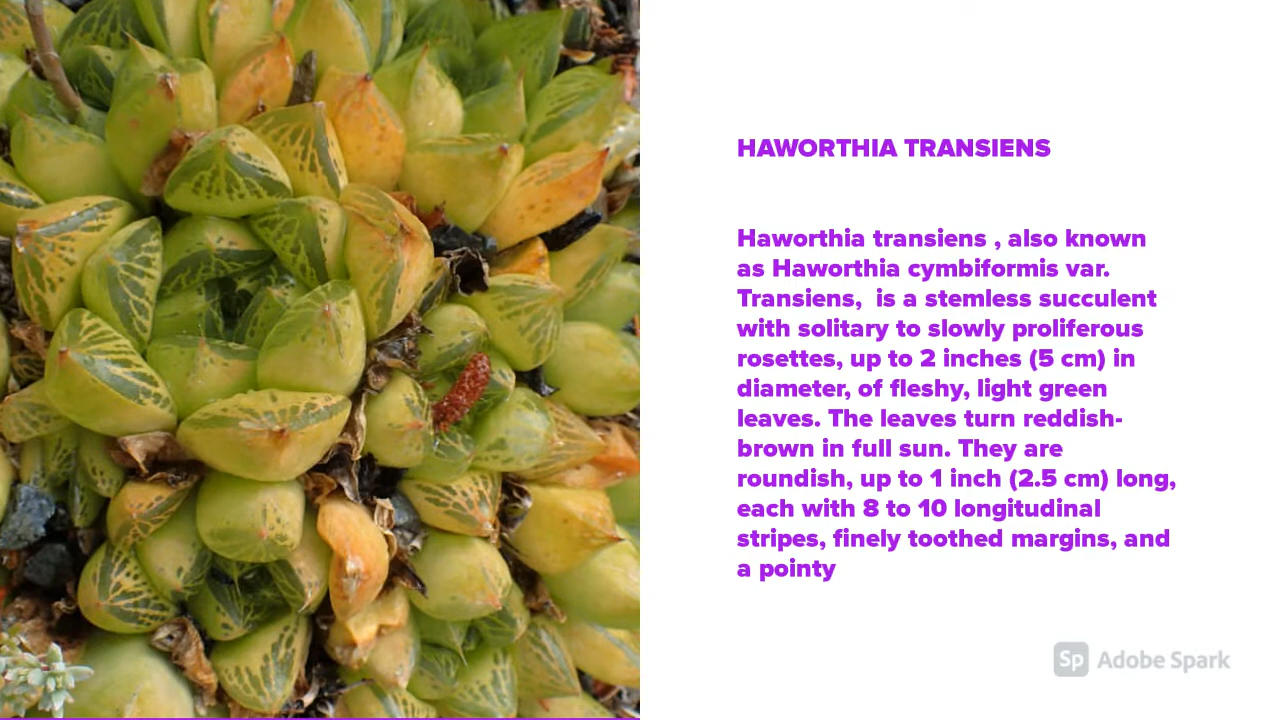 HAWORTHIA TRANSIENS
Haworthia transiens , also known
as Haworthia cymbiformis var.
Transiens,  is a stemless succulent
with solitary to slowly proliferous
rosettes, up to 2 inches (5 cm) in
diameter, of fleshy, light green
leaves. The leaves turn reddish-
brown in full sun. They are
roundish, up to 1 inch (2.5 cm) long,
each with 8 to 10 longitudinal
stripes, finely toothed margins, and
a pointy
Sp Adobe Spark